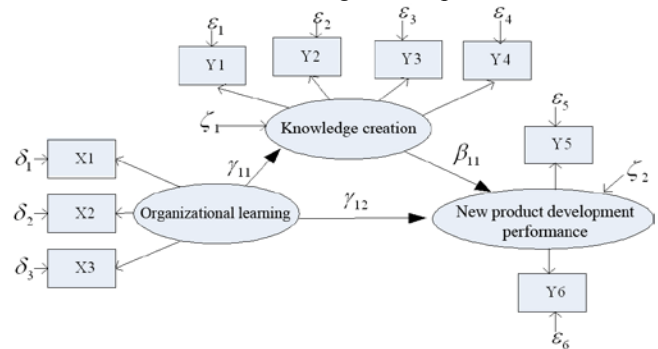 ε1
ε2
ε3
ε4
Y1
Y2
Y3
Y4
ζ1
Knowledge creation
ε5
Y5
δ1
X1
γ11
β11
ζ2
δ2
X2
Organizational learning
γ12
New product development
performance
δ3
X3
Y6
ε6